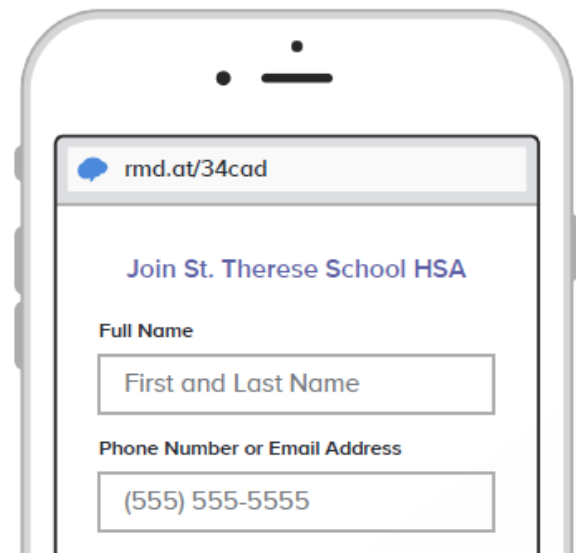 rmd.at/34cad
Join St. Therese School HSA
Full Name
First and Last Name
Phone Number or Email Address
(555) 555-5555